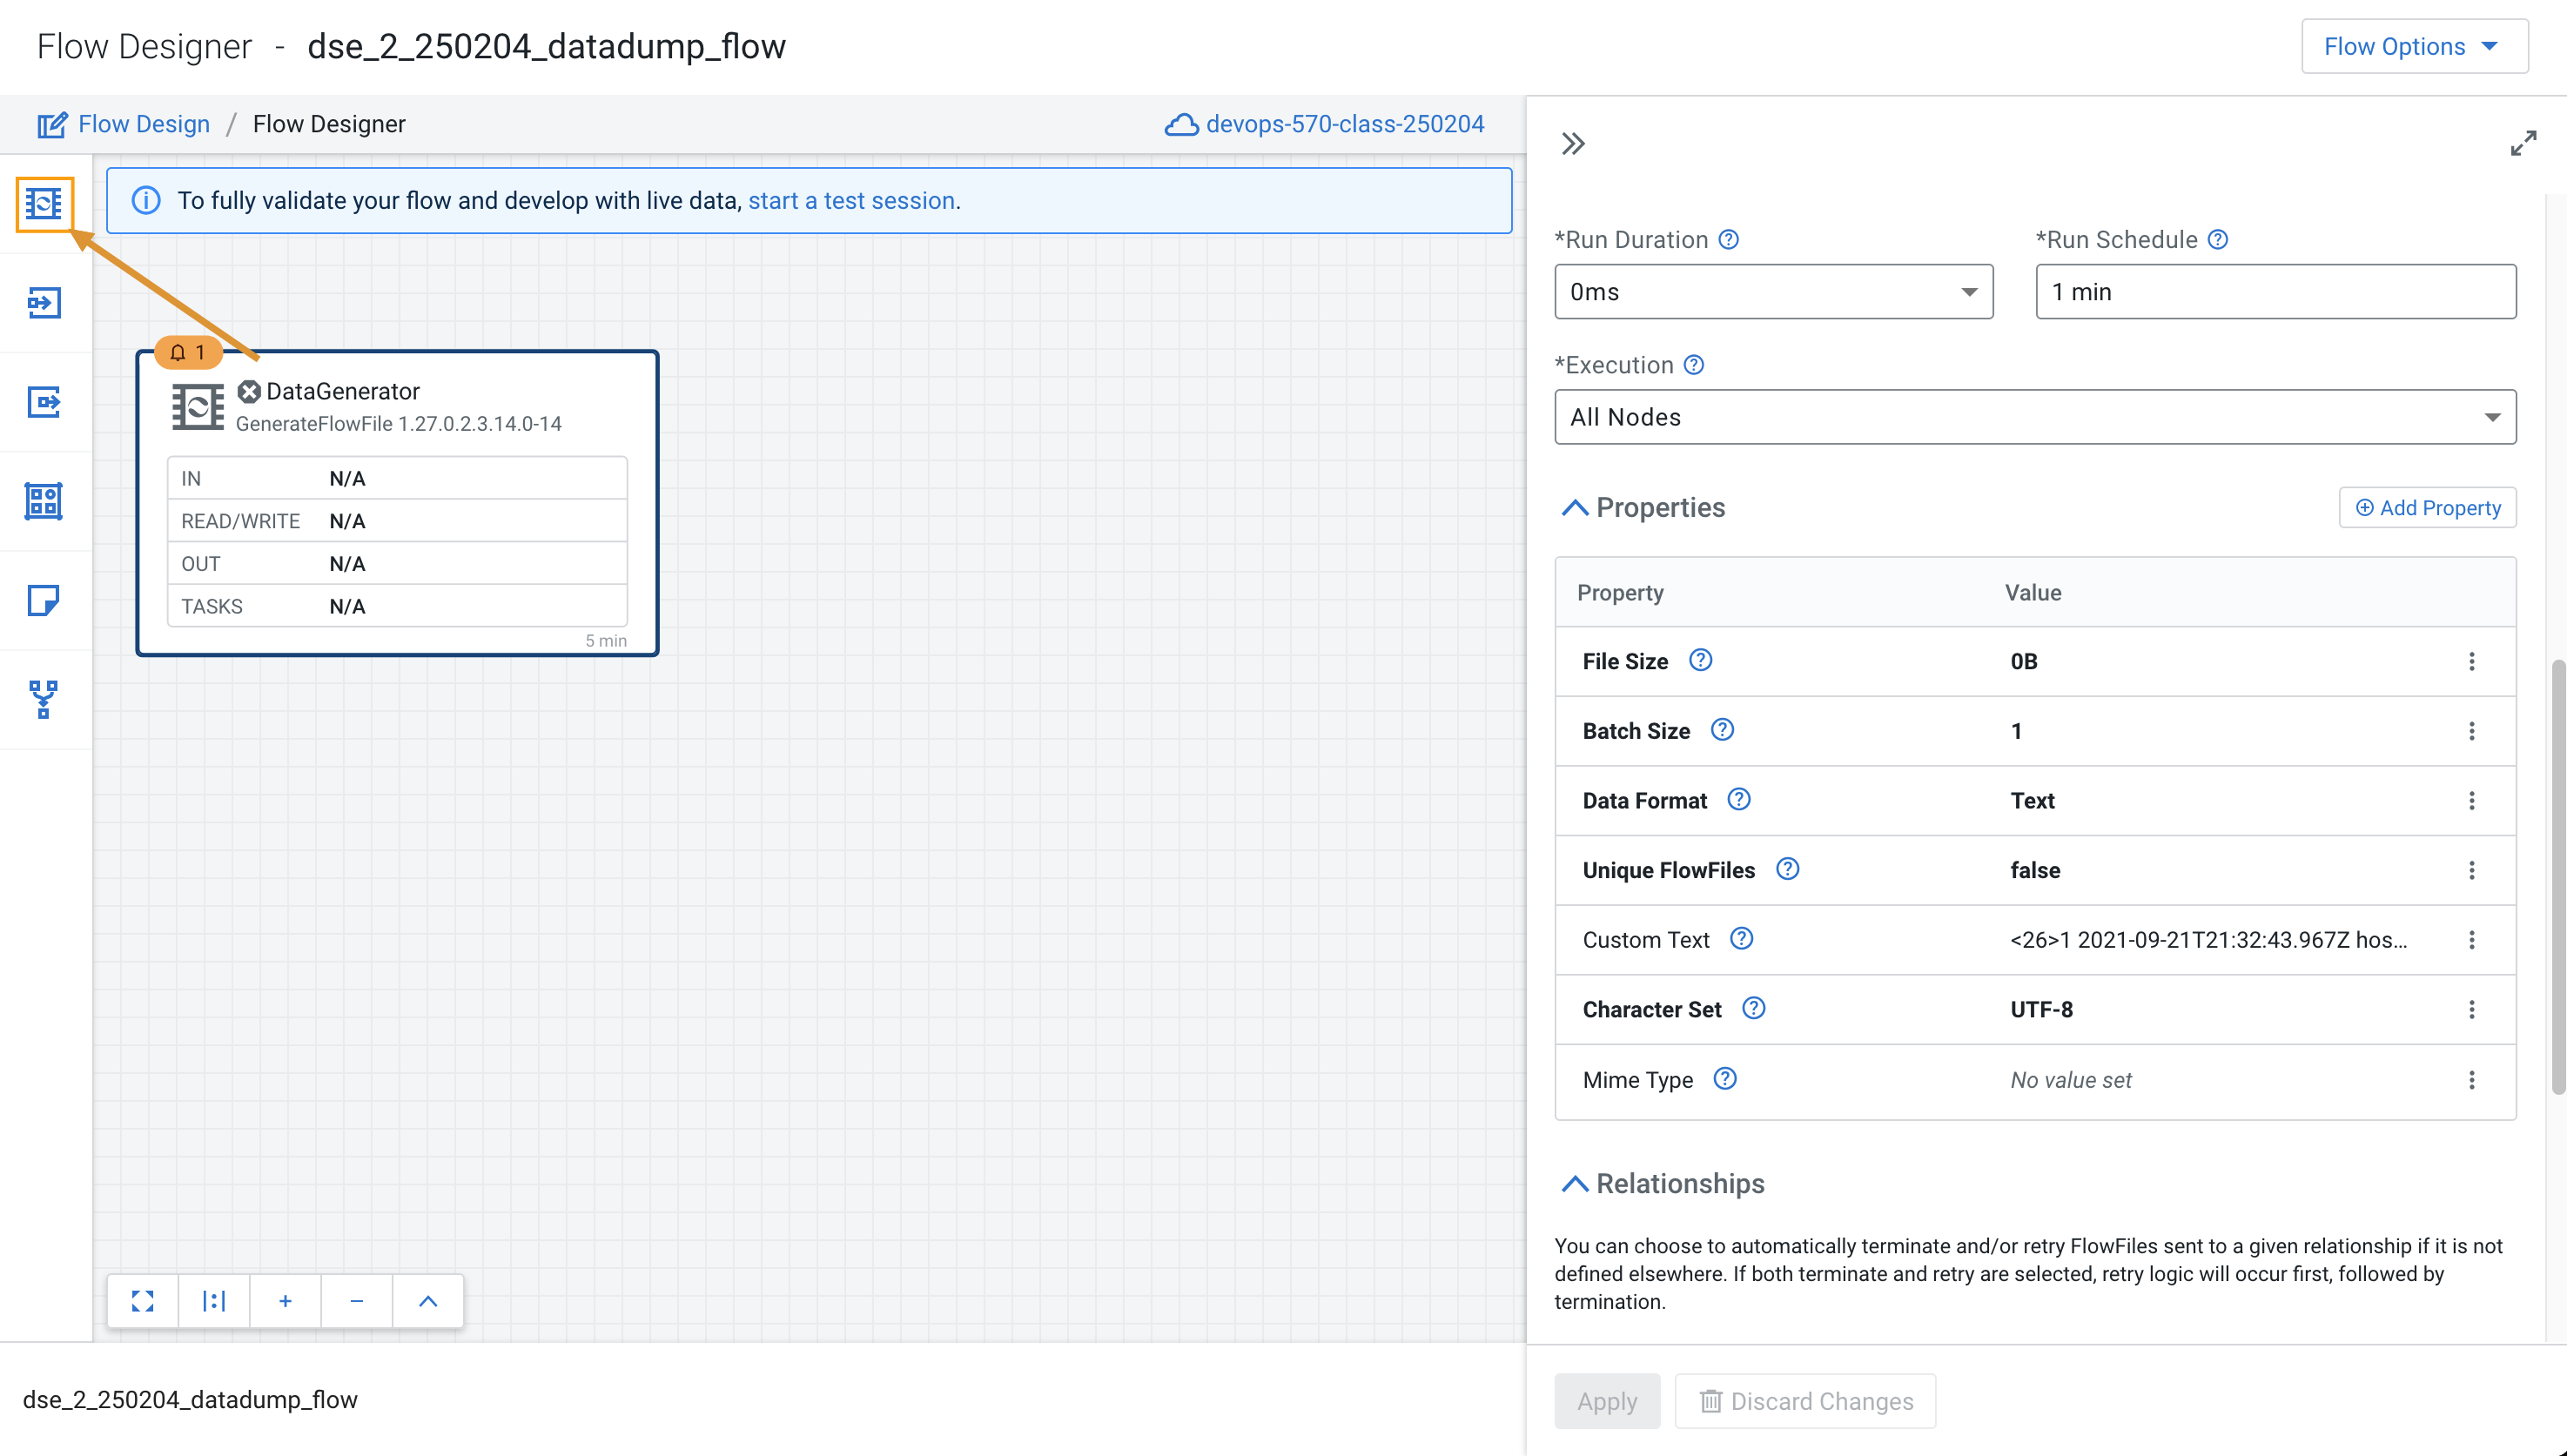 Flow Designer - dse_2_250204_datadump_flow
Flow Options
Flow Design / Flow Designer
devops-570-class-250204
To fully validate your flow and develop with live data, start a test session.
1
DataGenerator
GenerateFlowFile 1.27.0.2.3.14.0-14
IN N/A
READ/WRITE N/A
OUT N/A
TASKS N/A
5 min
dse_2_250204_datadump_flow
*Run Duration
*Run Schedule
0ms
1 min
*Execution
All Nodes
Properties
Add Property
Property Value
File Size 0B
Batch Size 1
Data Format Text
Unique FlowFiles false
Custom Text <26>1 2021-09-21T21:32:43.967Z hos...
Character Set UTF-8
Mime Type No value set
Relationships
You can choose to automatically terminate and/or retry FlowFiles sent to a given relationship if it is not
defined elsewhere. If both terminate and retry are selected, retry logic will occur first, followed by
termination.
Apply
Discard Changes